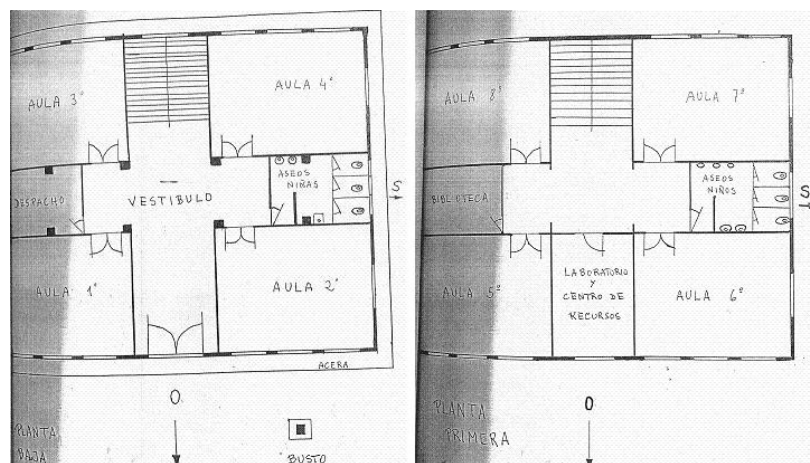 AULA 3ª
AULA 4ª
ASEOS
NIÑAS
DESPACHO
VESTIBULO
S
AULA 1ª
AULA 2ª
ACERA
O
PLANTA
BAJA
BUSTO
AULA 8ª
AULA 7ª
ASEOS
NIÑOS
BIBLIOTECA
S
AULA 5ª
LABORATORIO
Y
CENTRO DE
RECURSOS
AULA 6ª
O
PLANTA
PRIMERA